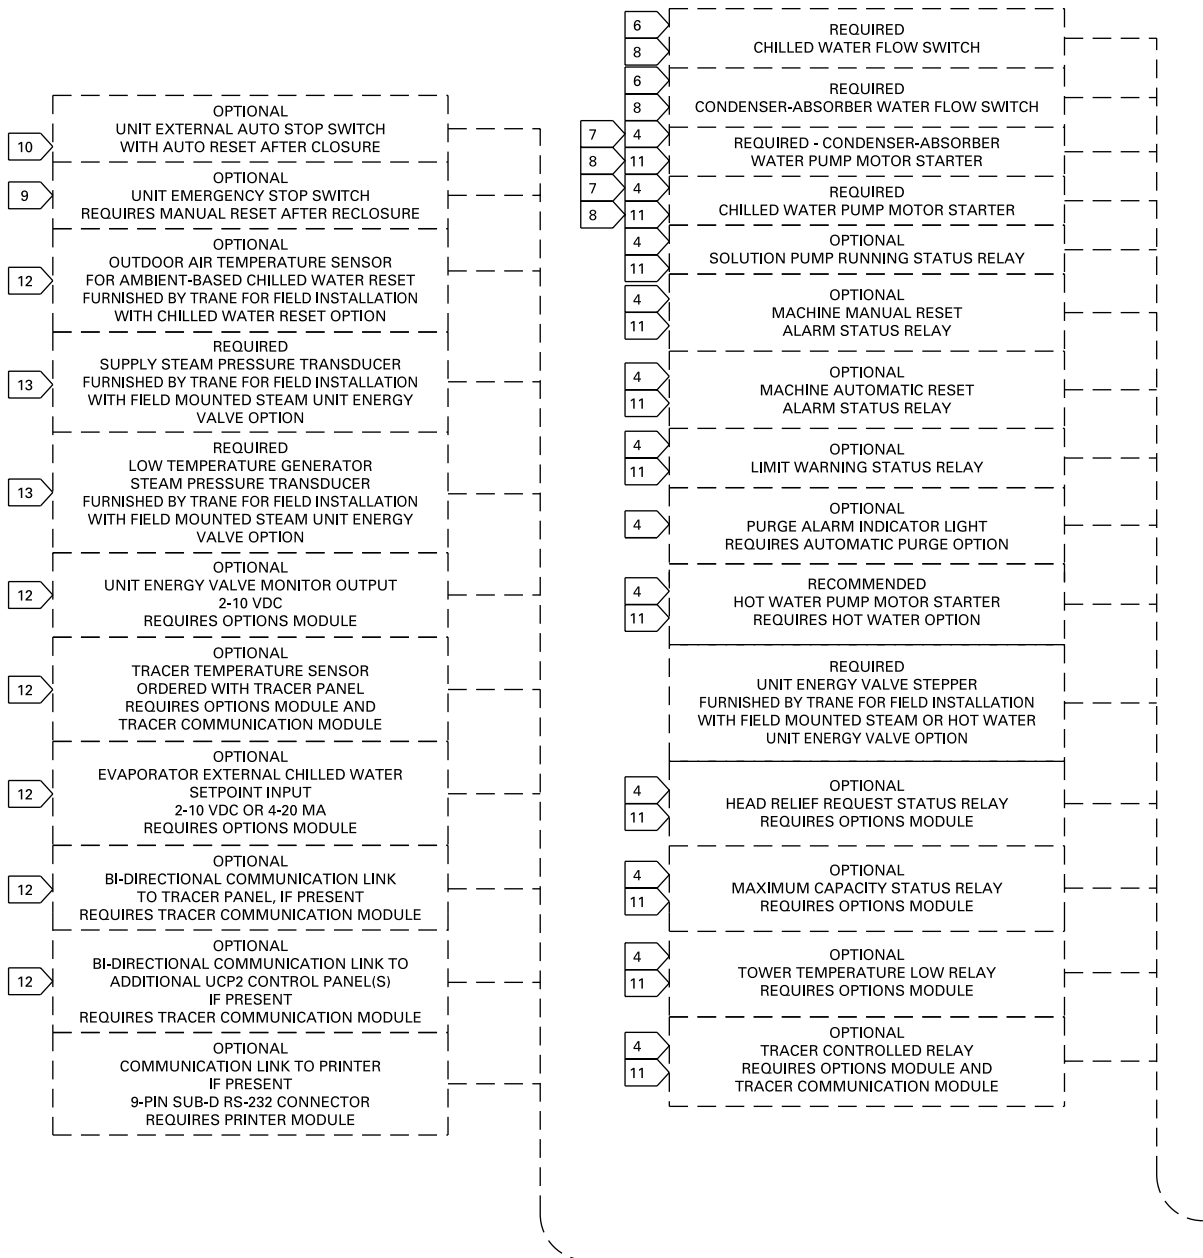 10
OPTIONAL
UNIT EXTERNAL AUTO STOP SWITCH
WITH AUTO RESET AFTER CLOSURE
9
OPTIONAL
UNIT EMERGENCY STOP SWITCH
REQUIRES MANUAL RESET AFTER RECLOSURE
12
OPTIONAL
OUTDOOR AIR TEMPERATURE SENSOR
FOR AMBIENT-BASED CHILLED WATER RESET
FURNISHED BY TRANE FOR FIELD INSTALLATION
WITH CHILLED WATER RESET OPTION
13
REQUIRED
SUPPLY STEAM PRESSURE TRANSDUCER
FURNISHED BY TRANE FOR FIELD INSTALLATION
WITH FIELD MOUNTED STEAM UNIT ENERGY
VALVE OPTION
13
REQUIRED
LOW TEMPERATURE GENERATOR
STEAM PRESSURE TRANSDUCER
FURNISHED BY TRANE FOR FIELD INSTALLATION
WITH FIELD MOUNTED STEAM UNIT ENERGY
VALVE OPTION
12
OPTIONAL
UNIT ENERGY VALVE MONITOR OUTPUT
2-10 VDC
REQUIRES OPTIONS MODULE
12
OPTIONAL
TRACER TEMPERATURE SENSOR
ORDERED WITH TRACER PANEL
REQUIRES OPTIONS MODULE AND
TRACER COMMUNICATION MODULE
12
OPTIONAL
EVAPORATOR EXTERNAL CHILLED WATER
SETPOINT INPUT
2-10 VDC OR 4-20 MA
REQUIRES OPTIONS MODULE
12
OPTIONAL
BI-DIRECTIONAL COMMUNICATION LINK
TO TRACER PANEL, IF PRESENT
REQUIRES TRACER COMMUNICATION MODULE
12
OPTIONAL
BI-DIRECTIONAL COMMUNICATION LINK TO
ADDITIONAL UCP2 CONTROL PANEL(S)
IF PRESENT
REQUIRES TRACER COMMUNICATION MODULE
OPTIONAL
COMMUNICATION LINK TO PRINTER
IF PRESENT
9-PIN SUB-D RS-232 CONNECTOR
REQUIRES PRINTER MODULE
6
8
REQUIRED
CHILLED WATER FLOW SWITCH
6
8
REQUIRED
CONDENSER-ABSORBER WATER FLOW SWITCH
7 4
8 11
REQUIRED - CONDENSER-ABSORBER
WATER PUMP MOTOR STARTER
7 4
8 11
REQUIRED
CHILLED WATER PUMP MOTOR STARTER
4
11
OPTIONAL
SOLUTION PUMP RUNNING STATUS RELAY
4
11
OPTIONAL
MACHINE MANUAL RESET
ALARM STATUS RELAY
4
11
OPTIONAL
MACHINE AUTOMATIC RESET
ALARM STATUS RELAY
4
11
OPTIONAL
LIMIT WARNING STATUS RELAY
4
OPTIONAL
PURGE ALARM INDICATOR LIGHT
REQUIRES AUTOMATIC PURGE OPTION
4
11
RECOMMENDED
HOT WATER PUMP MOTOR STARTER
REQUIRES HOT WATER OPTION
REQUIRED
UNIT ENERGY VALVE STEPPER
FURNISHED BY TRANE FOR FIELD INSTALLATION
WITH FIELD MOUNTED STEAM OR HOT WATER
UNIT ENERGY VALVE OPTION
4
11
OPTIONAL
HEAD RELIEF REQUEST STATUS RELAY
REQUIRES OPTIONS MODULE
4
11
OPTIONAL
MAXIMUM CAPACITY STATUS RELAY
REQUIRES OPTIONS MODULE
4
11
OPTIONAL
TOWER TEMPERATURE LOW RELAY
REQUIRES OPTIONS MODULE
4
11
OPTIONAL
TRACER CONTROLLED RELAY
REQUIRES OPTIONS MODULE AND
TRACER COMMUNICATION MODULE